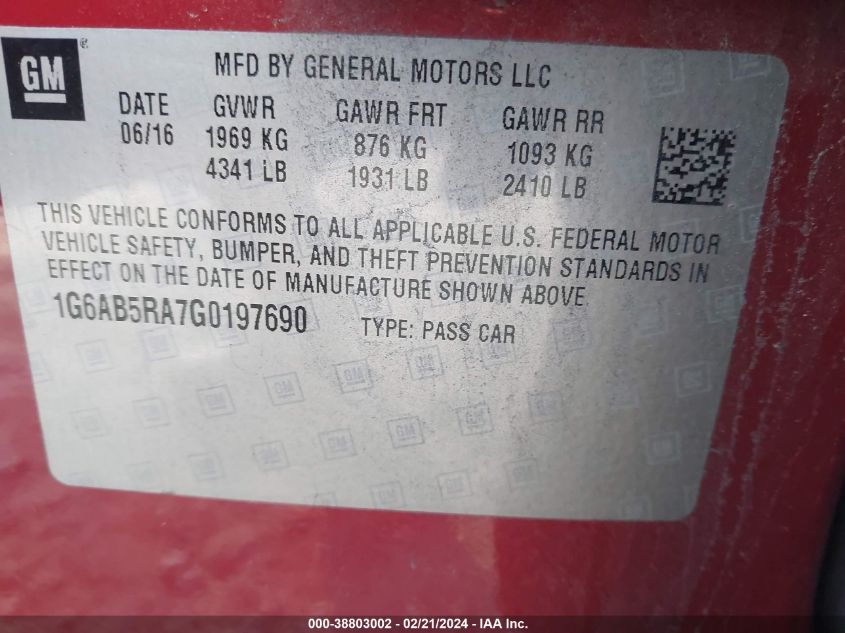 GM ®
MFD BY GENERAL MOTORS LLC
DATE GVWR GAWR FRT GAWR RR
06/16 1969 KG 876 KG 1093 KG
4341 LB 1931 LB 2410 LB
THIS VEHICLE CONFORMS TO ALL APPLICABLE U.S. FEDERAL MOTOR
VEHICLE SAFETY, BUMPER, AND THEFT PREVENTION STANDARDS IN
EFFECT ON THE DATE OF MANUFACTURE SHOWN ABOVE
1G6AB5RA7G0197690 TYPE: PASS CAR
000-38803002 - 02/21/2024 - IAA Inc.